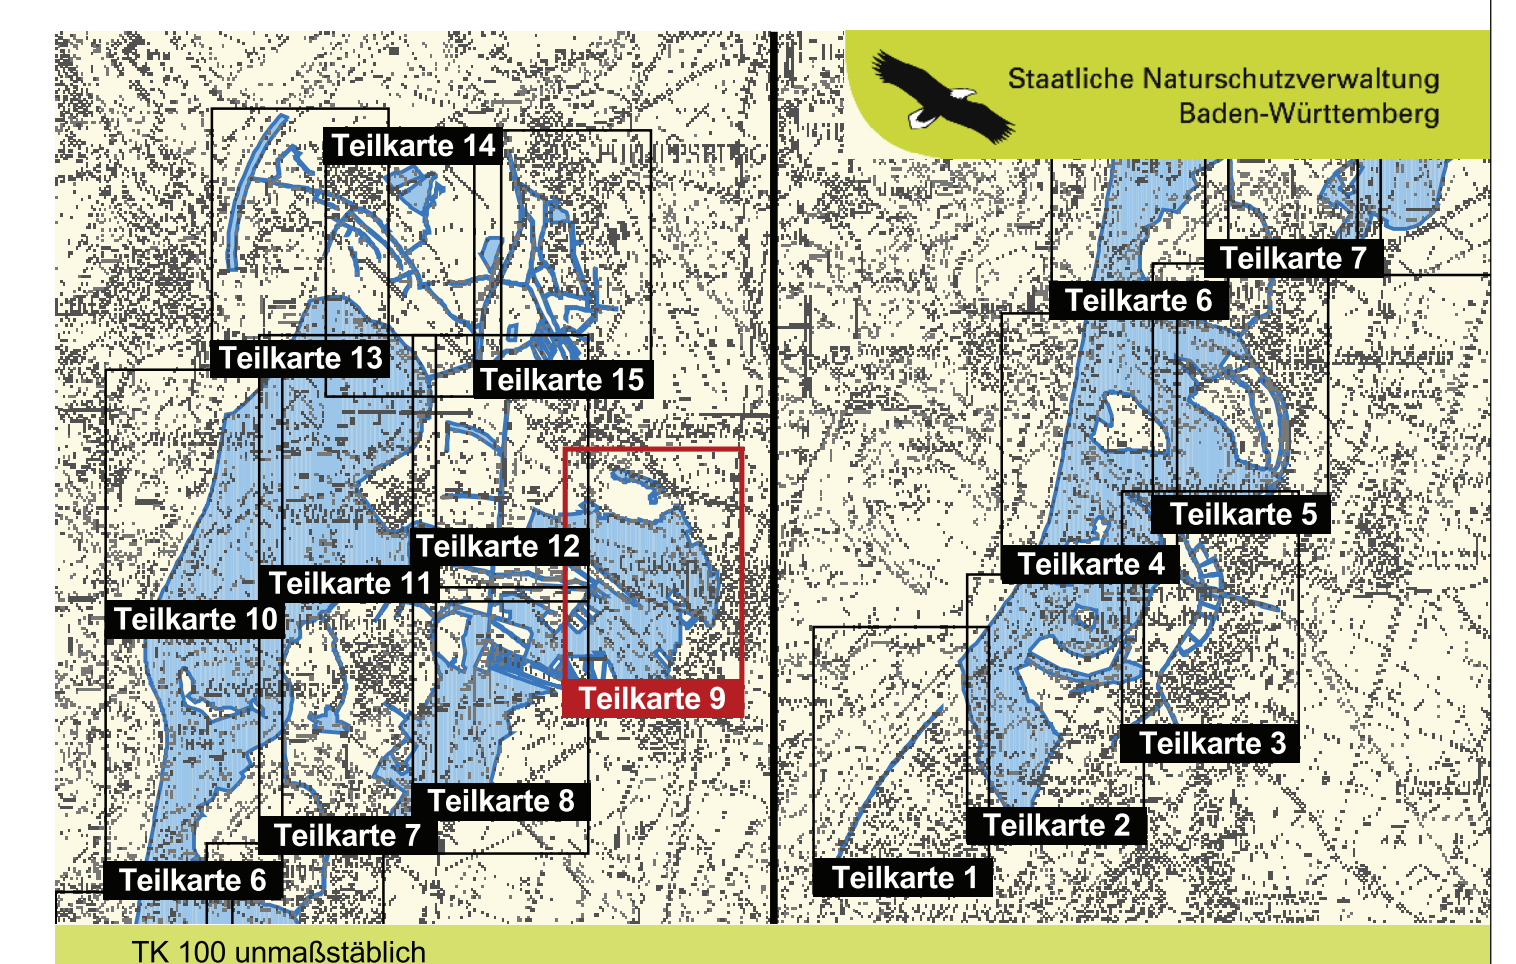 Staatliche Naturschutzverwaltung
Baden-Württemberg
Teilkarte 14
Teilkarte 13
Teilkarte 15
Teilkarte 12
Teilkarte 11
Teilkarte 10
Teilkarte 9
Teilkarte 8
Teilkarte 7
Teilkarte 6
Teilkarte 7
Teilkarte 6
Teilkarte 5
Teilkarte 4
Teilkarte 3
Teilkarte 2
Teilkarte 1
TK 100 unmaßstäblich